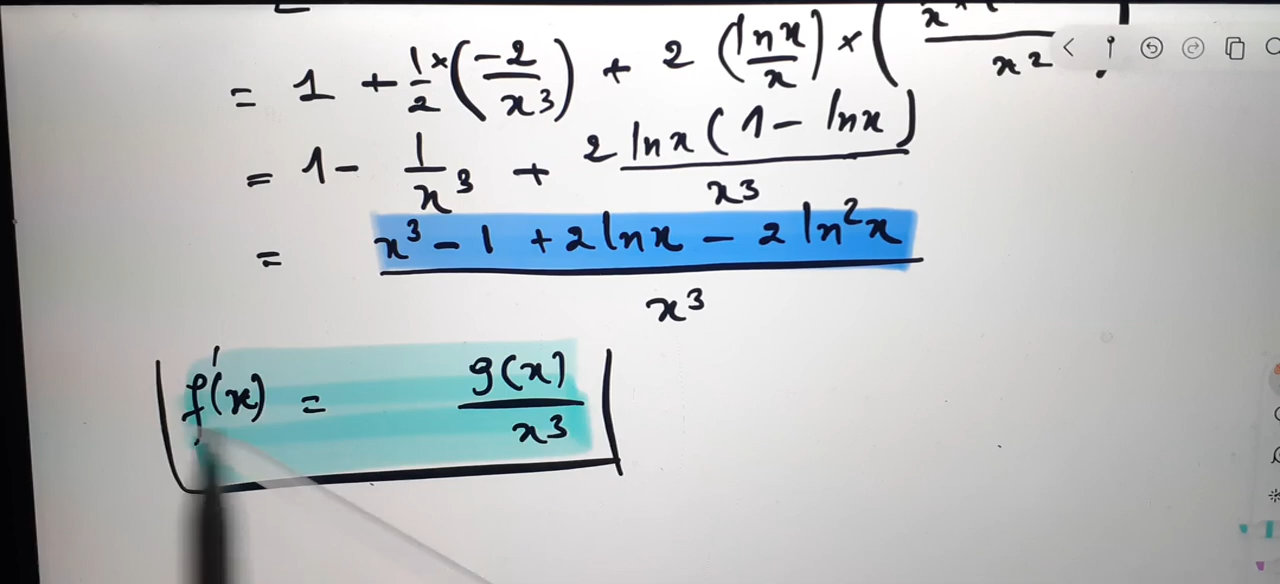 = 1 + 1/2 × (-2/x³) + 2 (ln x/x) × ( /x²
= 1 - 1/x³ + 2 ln x (1 - ln x)/x³
= x³ - 1 + 2 ln x - 2 ln²x/x³
f'(x) = g(x)/x³